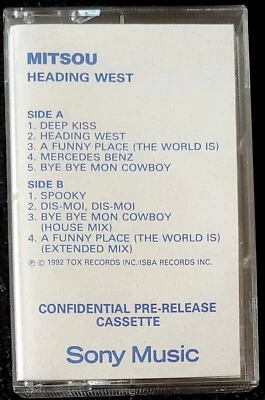 MITSOU
HEADING WEST
SIDE A
1. DEEP KISS
2. HEADING WEST
3. A FUNNY PLACE (THE WORLD IS)
4. MERCEDES BENZ
5. BYE BYE MON COWBOY
SIDE B
1. SPOOKY
2. DIS-MOI, DIS-MOI
3. BYE BYE MON COWBOY
(HOUSE MIX)
4. A FUNNY PLACE (THE WORLD IS)
(EXTENDED MIX)
℗ © 1992 TOX RECORDS INC./ISBA RECORDS INC.
CONFIDENTIAL PRE-RELEASE
CASSETTE
Sony Music